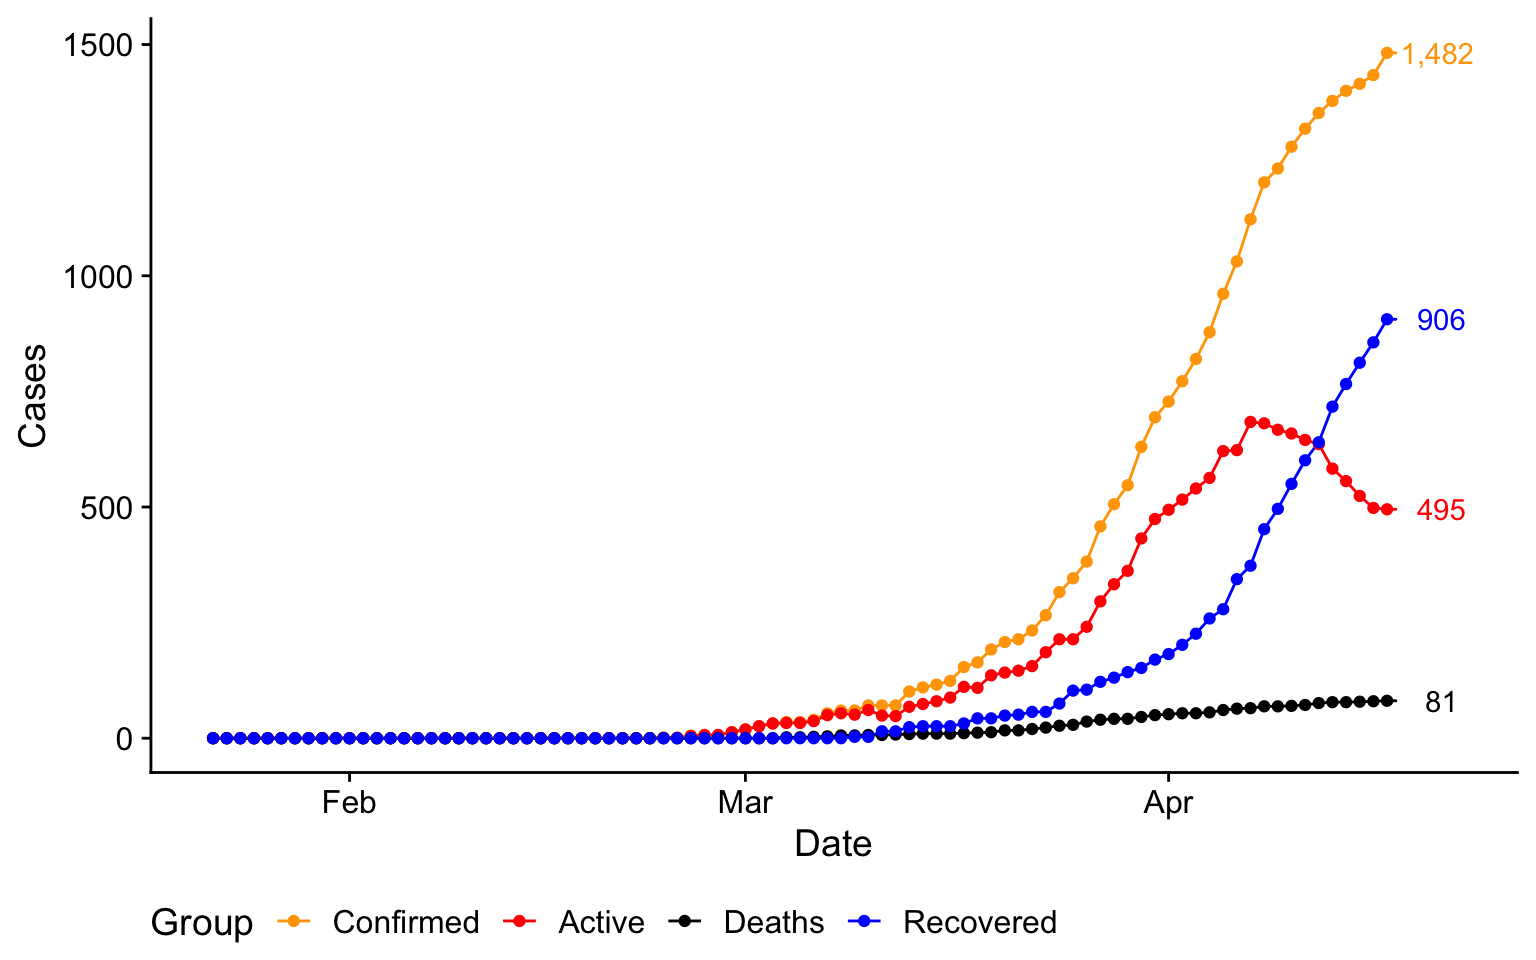 1500
1,482
1000
906
Cases
500
495
81
0
Feb Mar Apr
Date
Group Confirmed Active Deaths Recovered